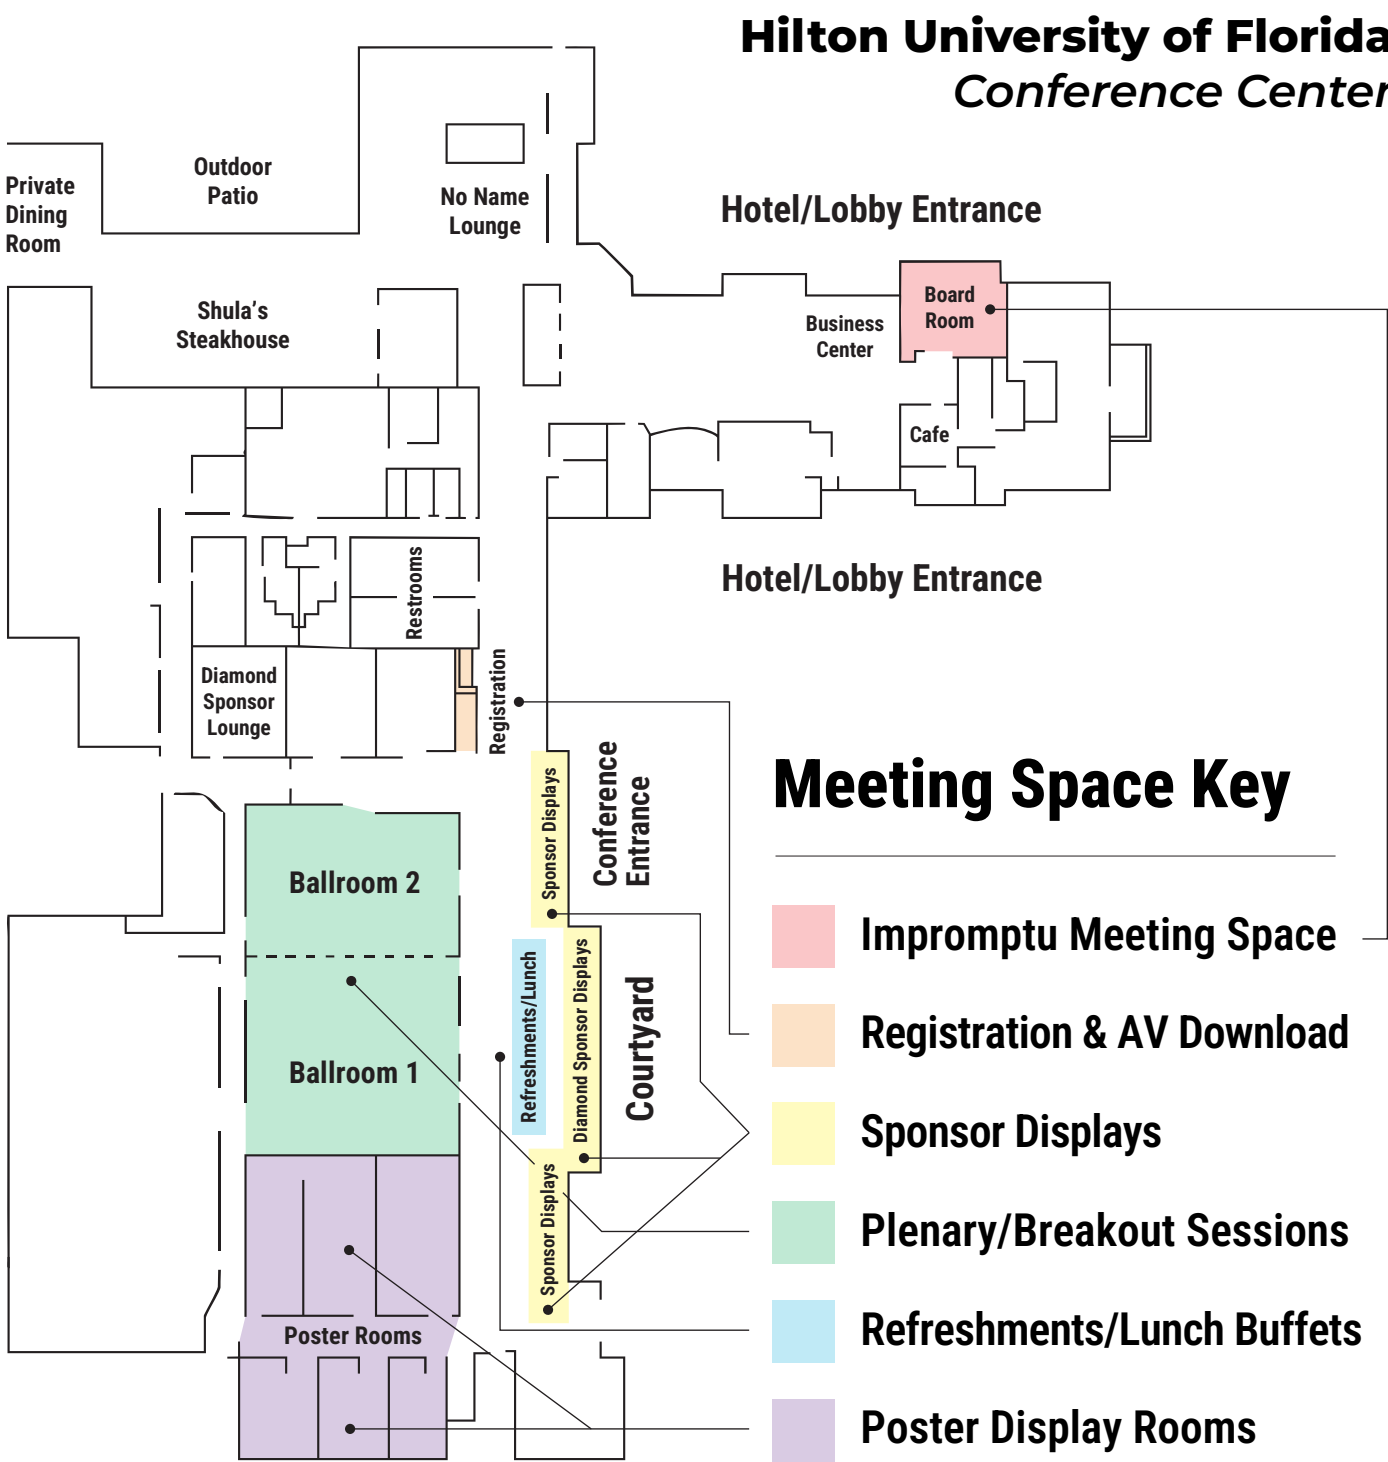 Hilton University of Florida
Conference Center
Outdoor
Patio
Private
Dining
Room
No Name
Lounge
Hotel/Lobby Entrance
Board
Room
Shula’s
Steakhouse
Business
Center
Cafe
Restrooms
Hotel/Lobby Entrance
Diamond
Sponsor
Lounge
Registration
Conference
Entrance
Sponsor Displays
Meeting Space Key
Ballroom 2
Impromptu Meeting Space
Refreshments/Lunch
Diamond Sponsor Displays
Courtyard
Registration & AV Download
Ballroom 1
Sponsor Displays
Sponsor Displays
Plenary/Breakout Sessions
Poster Rooms
Refreshments/Lunch Buffets
Poster Display Rooms